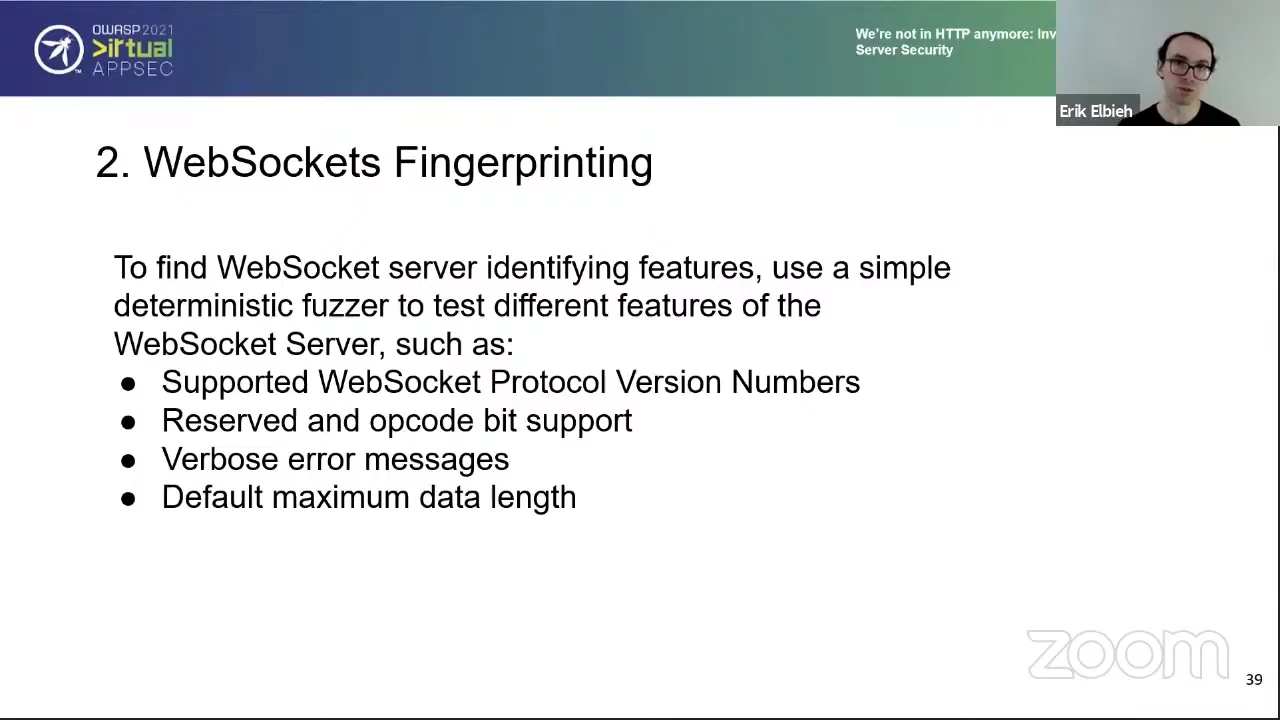 OWASP 2021
Virtual
APPSEC
We're not in HTTP anymore: Inv
Server Security
Erik Elbieh
2. WebSockets Fingerprinting
To find WebSocket server identifying features, use a simple
deterministic fuzzer to test different features of the
WebSocket Server, such as:
● Supported WebSocket Protocol Version Numbers
● Reserved and opcode bit support
● Verbose error messages
● Default maximum data length
zoom
39